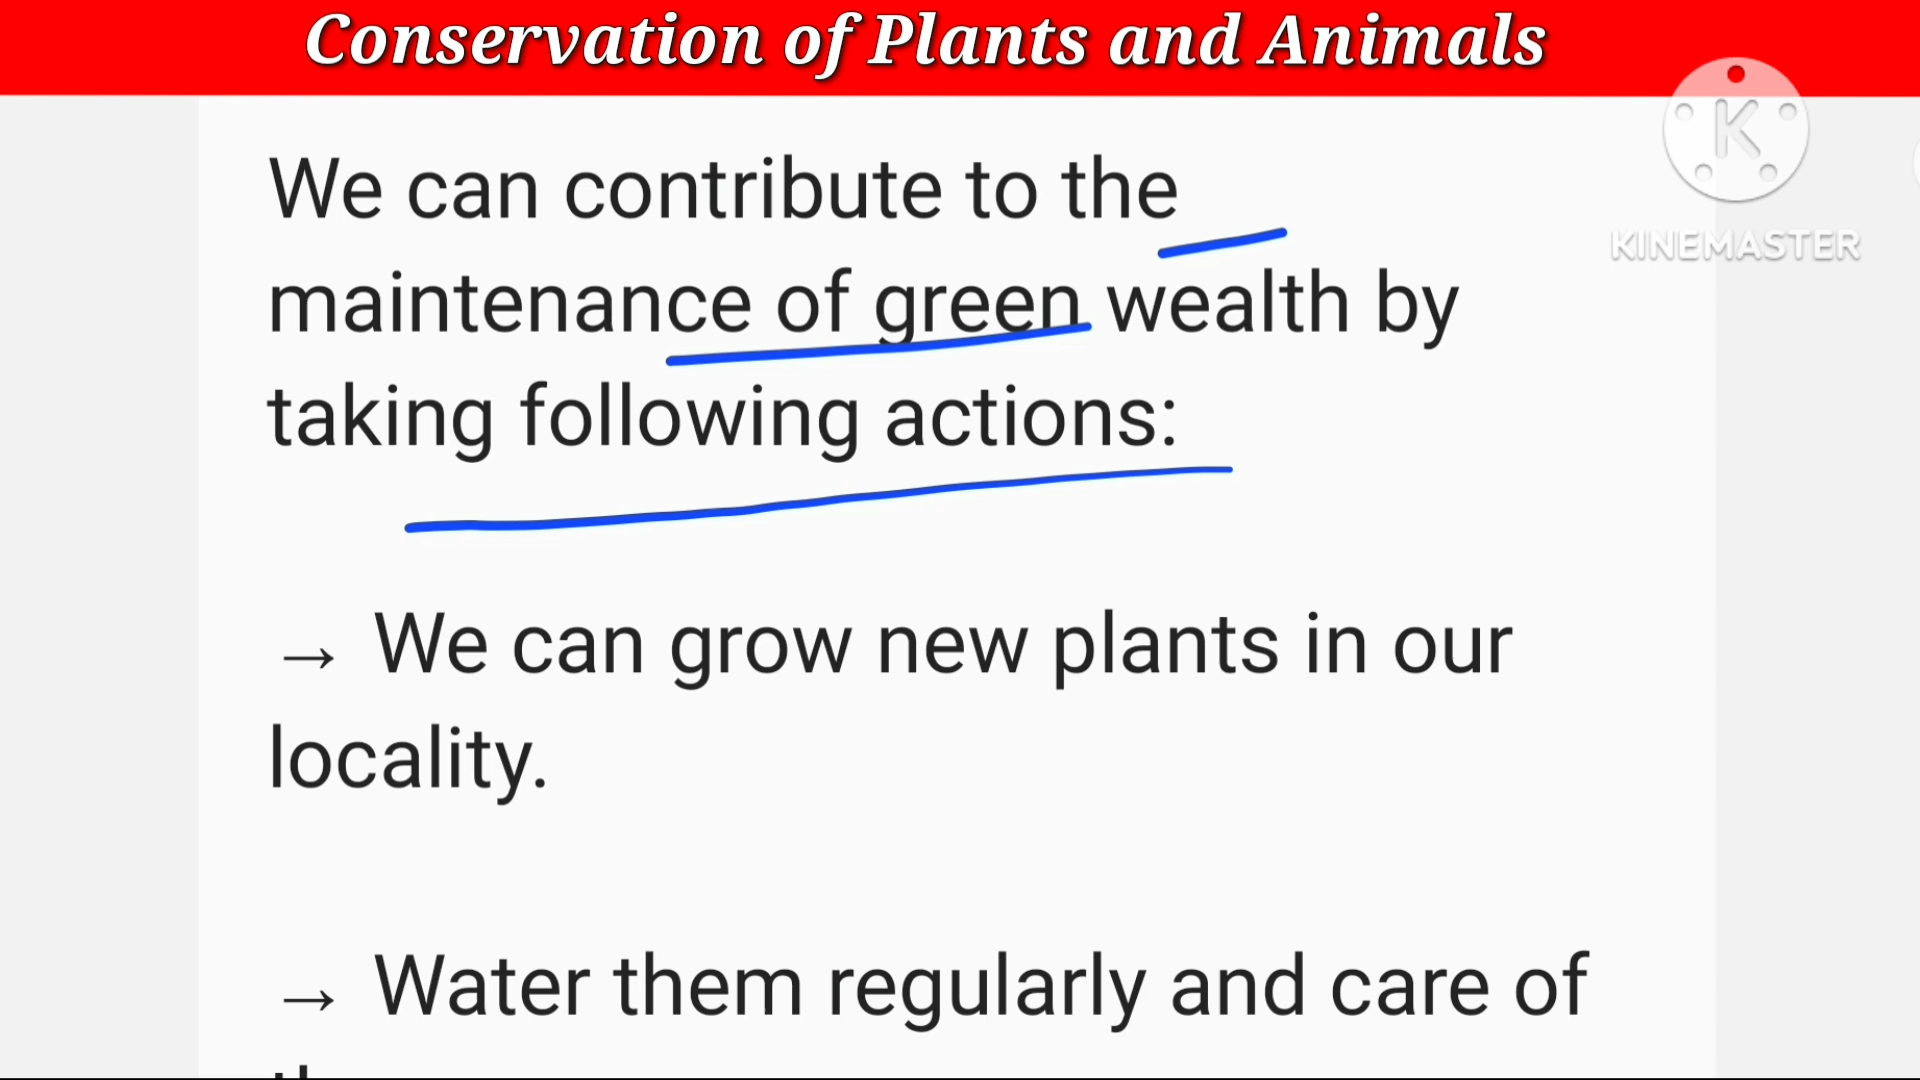 Conservation of Plants and Animals
K
KINEMASTER
We can contribute to the
maintenance of green wealth by
taking following actions:
→ We can grow new plants in our
locality.
→ Water them regularly and care of